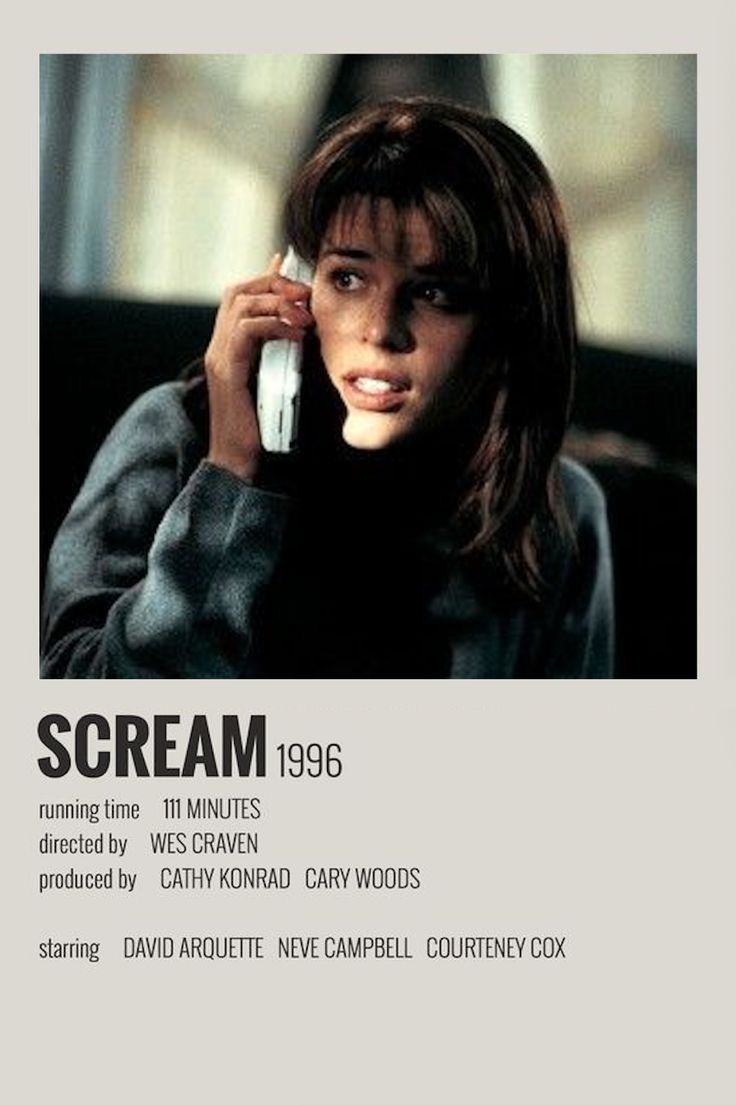 SCREAM 1996
running time 111 MINUTES
directed by WES CRAVEN
produced by CATHY KONRAD CARY WOODS
starring DAVID ARQUETTE NEVE CAMPBELL COURTENEY COX